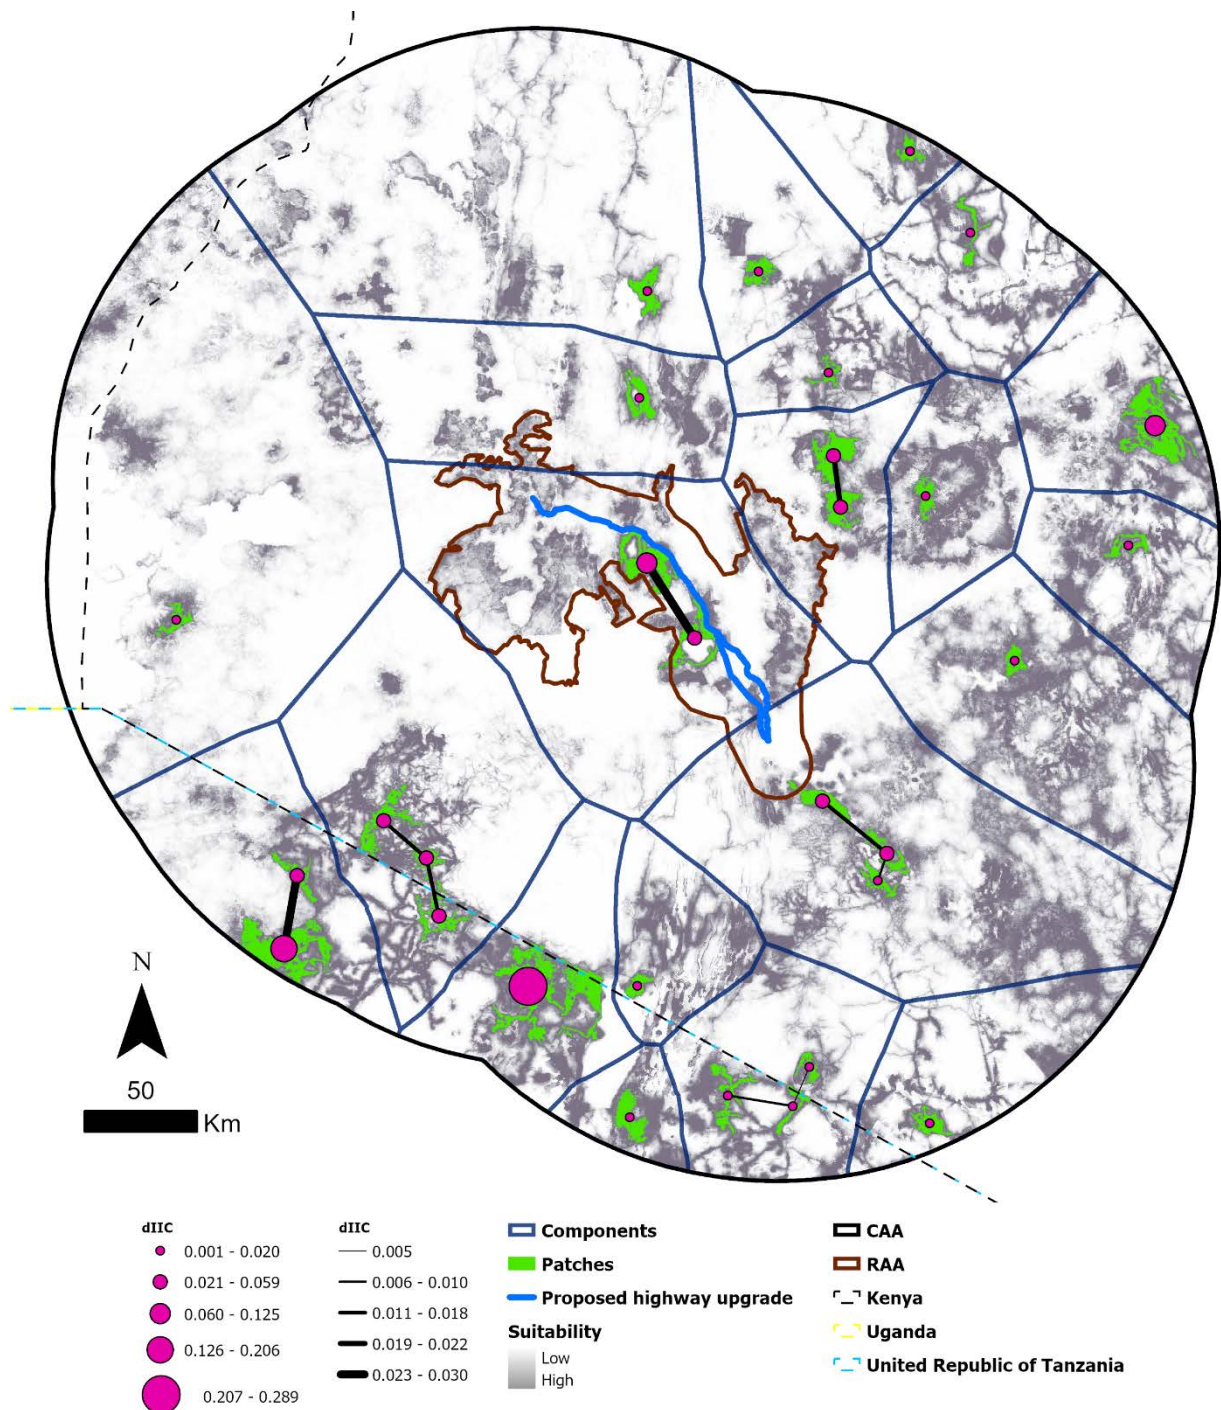 N
50
Km
dIIC
0.001 - 0.020
0.021 - 0.059
0.060 - 0.125
0.126 - 0.206
0.207 - 0.289
dIIC
0.005
0.006 - 0.010
0.011 - 0.018
0.019 - 0.022
0.023 - 0.030
Components
Patches
Proposed highway upgrade
Suitability
Low
High
CAA
RAA
Kenya
Uganda
United Republic of Tanzania